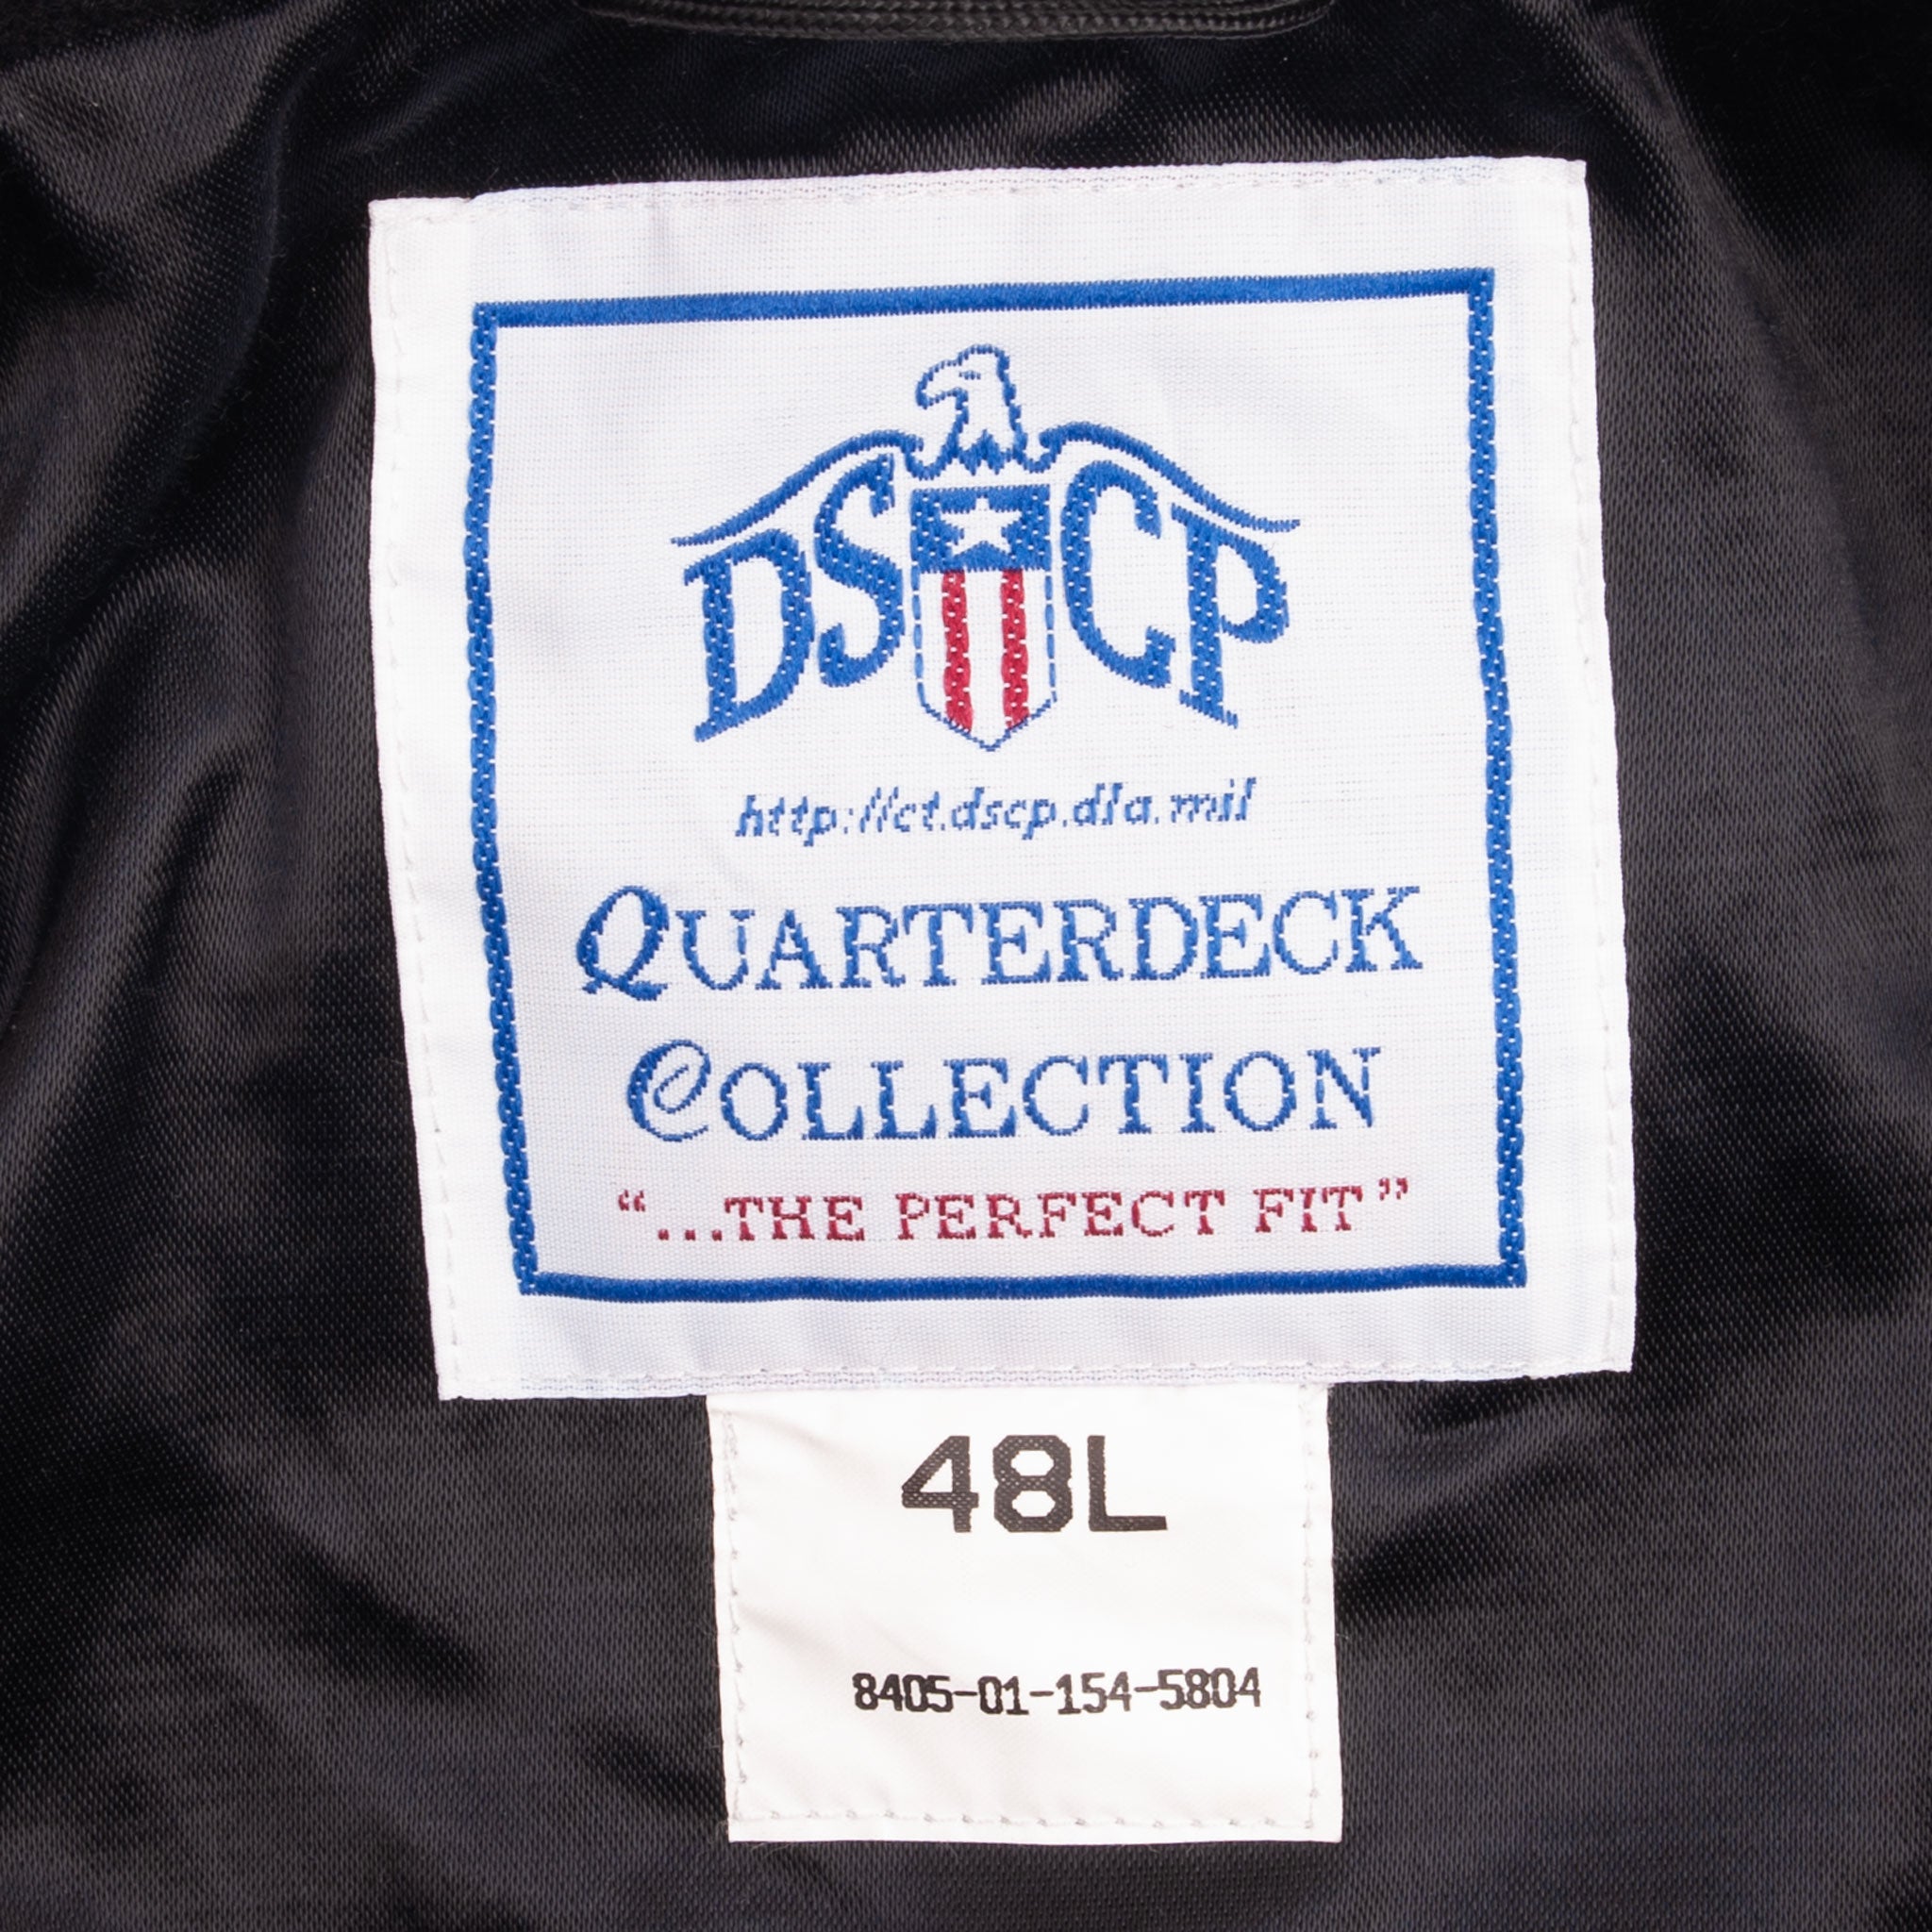 DSCP
http://ct.dscp.dla.mil
QUARTERDECK
COLLECTION
“...THE PERFECT FIT”
48L
8405-01-154-5804